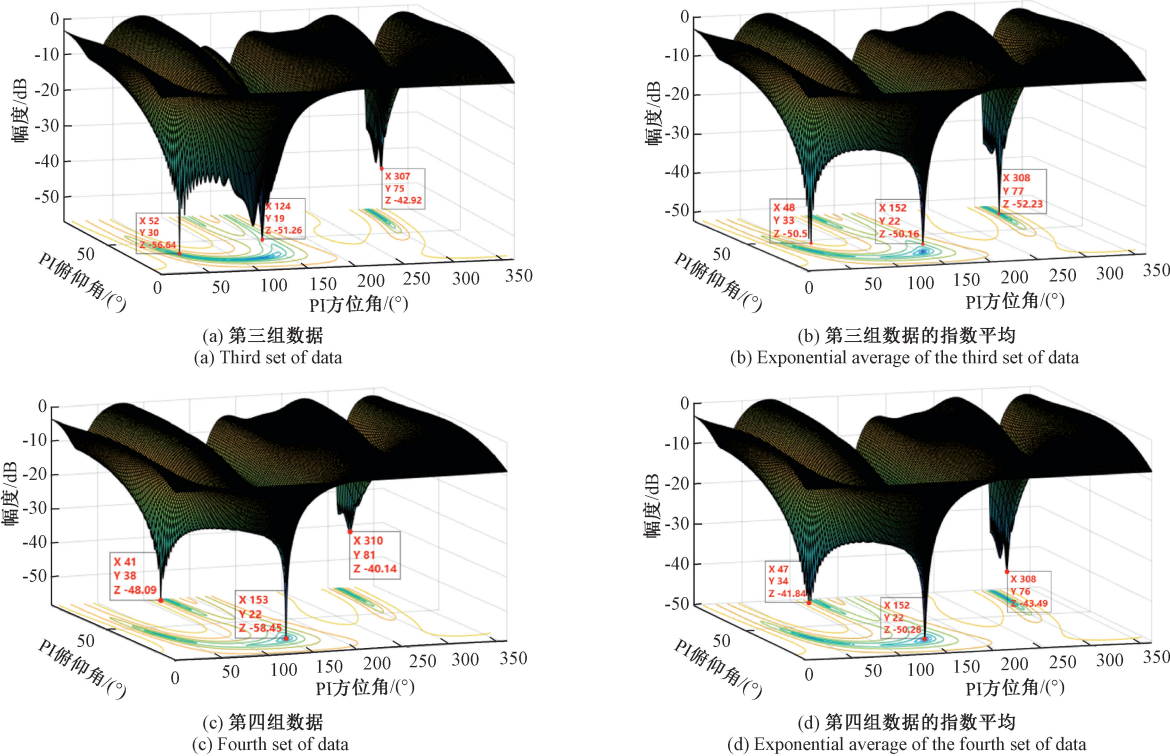 0
-10
-20
-30
-40
-50
幅度/dB
X 307
Y 75
Z -42.92
X 124
Y 19
Z -51.26
X 52
Y 30
Z -56.64
50
0
50
100
150
200
250
300
350
PI俯仰角/(°)
PI方位角/(°)
(a) 第三组数据
(a) Third set of data
0
-10
-20
-30
-40
-50
幅度/dB
X 308
Y 77
Z -52.23
X 48
Y 33
Z -50.5
X 152
Y 22
Z -50.16
50
0
50
100
150
200
250
300
350
PI俯仰角/(°)
PI方位角/(°)
(b) 第三组数据的指数平均
(b) Exponential average of the third set of data
0
-10
-20
-30
-40
-50
幅度/dB
X 310
Y 81
Z -40.14
X 41
Y 38
Z -48.09
X 153
Y 22
Z -58.45
50
0
50
100
150
200
250
300
350
PI俯仰角/(°)
PI方位角/(°)
(c) 第四组数据
(c) Fourth set of data
0
-10
-20
-30
-40
-50
幅度/dB
X 47
Y 34
Z -41.84
X 308
Y 76
Z -43.49
X 152
Y 22
Z -50.28
50
0
50
100
150
200
250
300
350
PI俯仰角/(°)
PI方位角/(°)
(d) 第四组数据的指数平均
(d) Exponential average of the fourth set of data